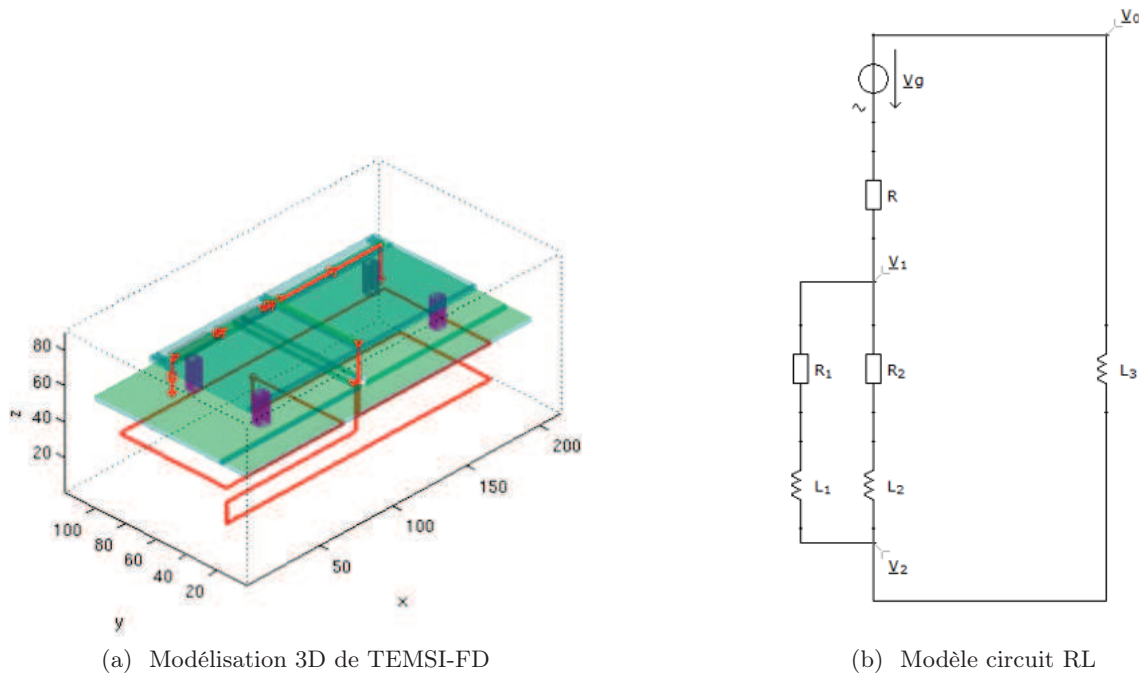 V0
Vg
R
V1
R1
R2
L3
L1
L2
V2
80
60
40
20
z
200
150
100
50
x
100
80
60
40
20
y
(a) Modélisation 3D de TEMSI-FD
(b) Modèle circuit RL